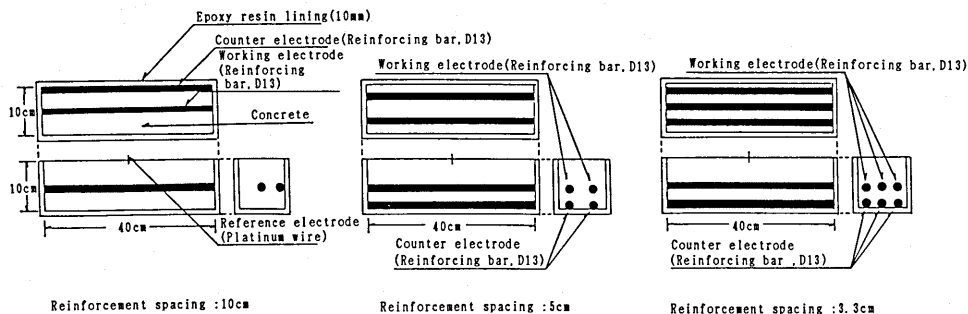 Epoxy resin lining(10mm)
Counter electrode(Reinforcing bar,D13)
Working electrode
(Reinforcing
bar,D13)
10cm
Concrete
10cm
40cm
Reference electrode
(Platinum wire)
Reinforcement spacing :10cm
Working electrode(Reinforcing bar,D13)
40cm
Counter electrode
(Reinforcing bar,D13)
Reinforcement spacing :5cm
Working electrode(Reinforcing bar,D13)
40cm
Counter electrode
(Reinforcing bar ,D13)
Reinforcement spacing :3.3cm